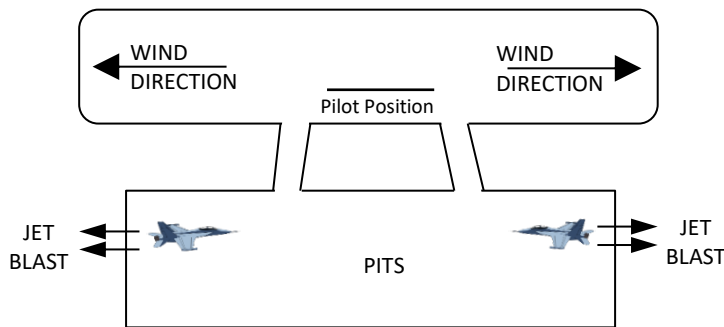 WIND
DIRECTION
WIND
DIRECTION
Pilot Position
JET
BLAST
PITS
JET
BLAST